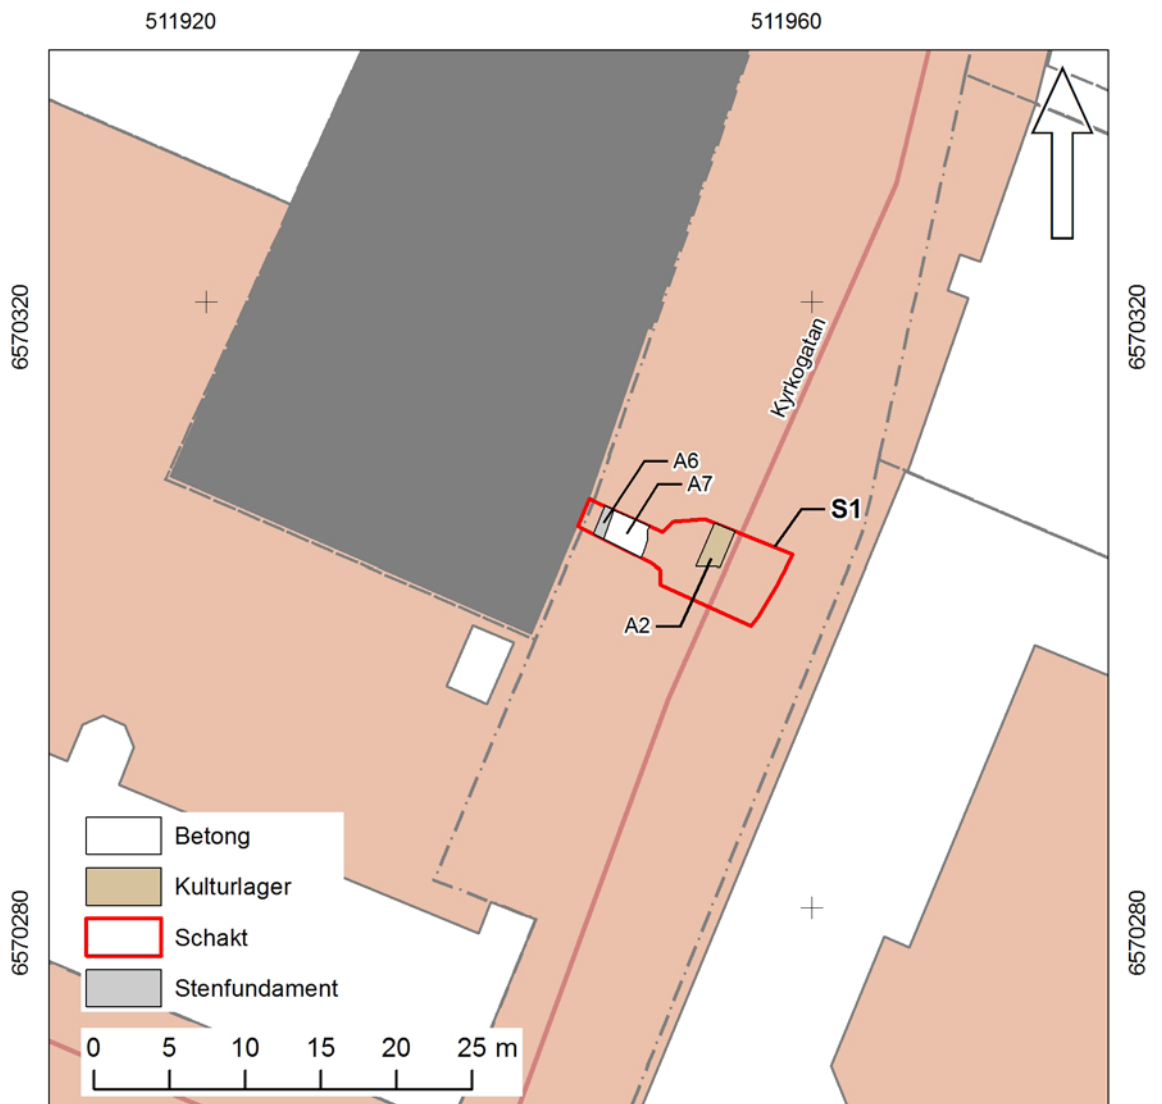 511920
511960
6570320
6570320
Kyrkogatan
A6
A7
S1
A2
Betong
Kulturlager
Schakt
Stenfundament
6570280
6570280
0 5 10 15 20 25 m